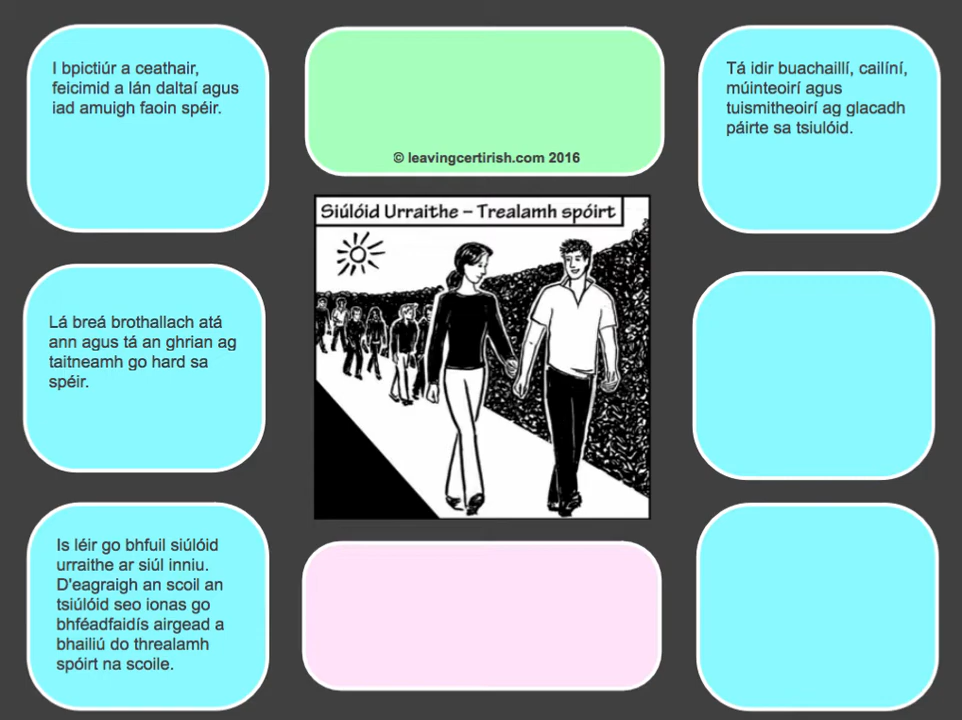 I bpictiúr a ceathair,
feicimid a lán daltaí agus
iad amuigh faoin spéir.
© leavingcertirish.com 2016
Tá idir buachaillí, cailíní,
múinteoirí agus
tuismitheoirí ag glacadh
páirte sa tsiulóid.
Siúlóid Urraithe – Trealamh spóirt
Lá breá brothallach atá
ann agus tá an ghrian ag
taitneamh go hard sa
spéir.
Is léir go bhfuil siúlóid
urraithe ar siúl inniu.
D'eagraigh an scoil an
tsiúlóid seo ionas go
bhféadfaidís airgead a
bhailiú do threalamh
spóirt na scoile.